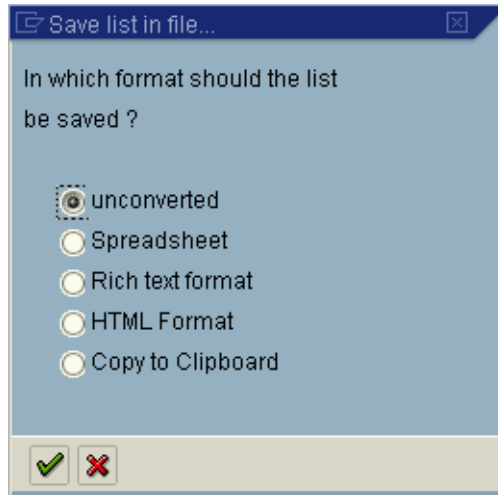 Save list in file...
In which format should the list
be saved ?
unconverted
Spreadsheet
Rich text format
HTML Format
Copy to Clipboard